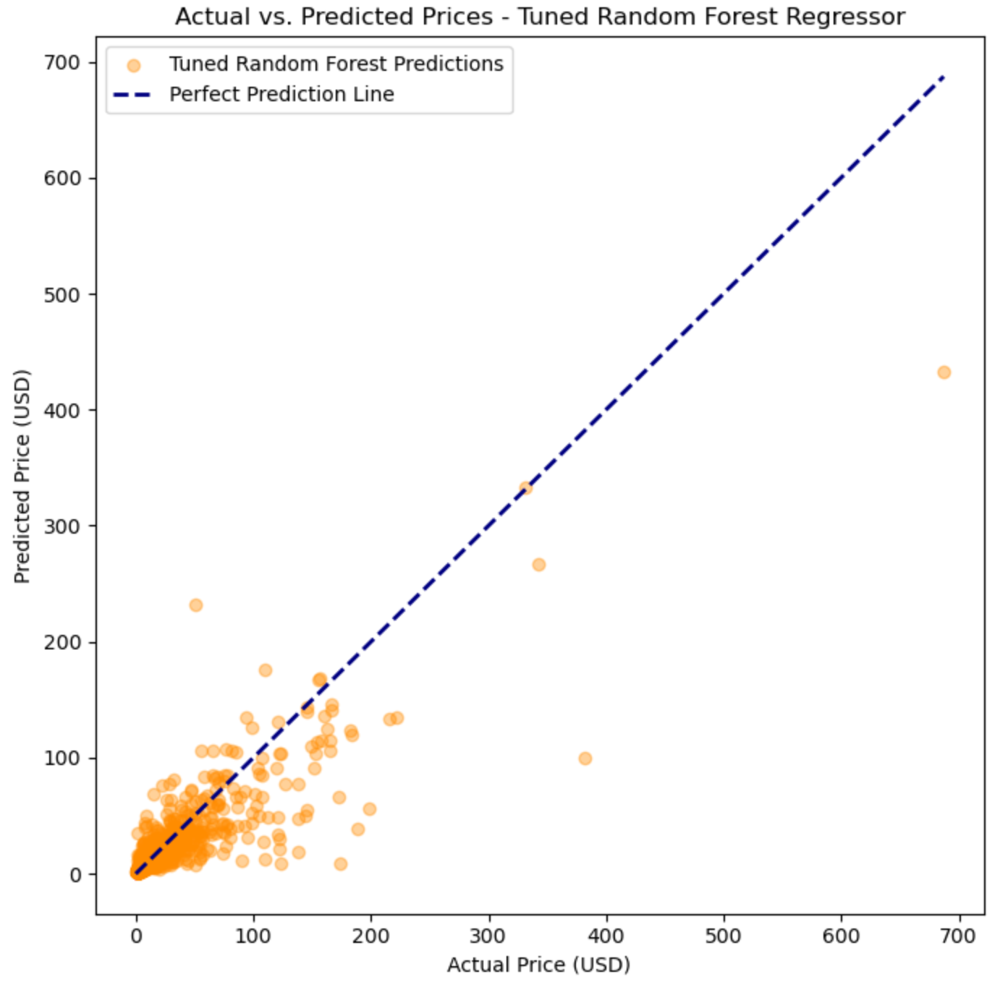 Actual vs. Predicted Prices - Tuned Random Forest Regressor
Tuned Random Forest Predictions
Perfect Prediction Line
700
600
500
400
300
200
100
0
Predicted Price (USD)
0 100 200 300 400 500 600 700
Actual Price (USD)